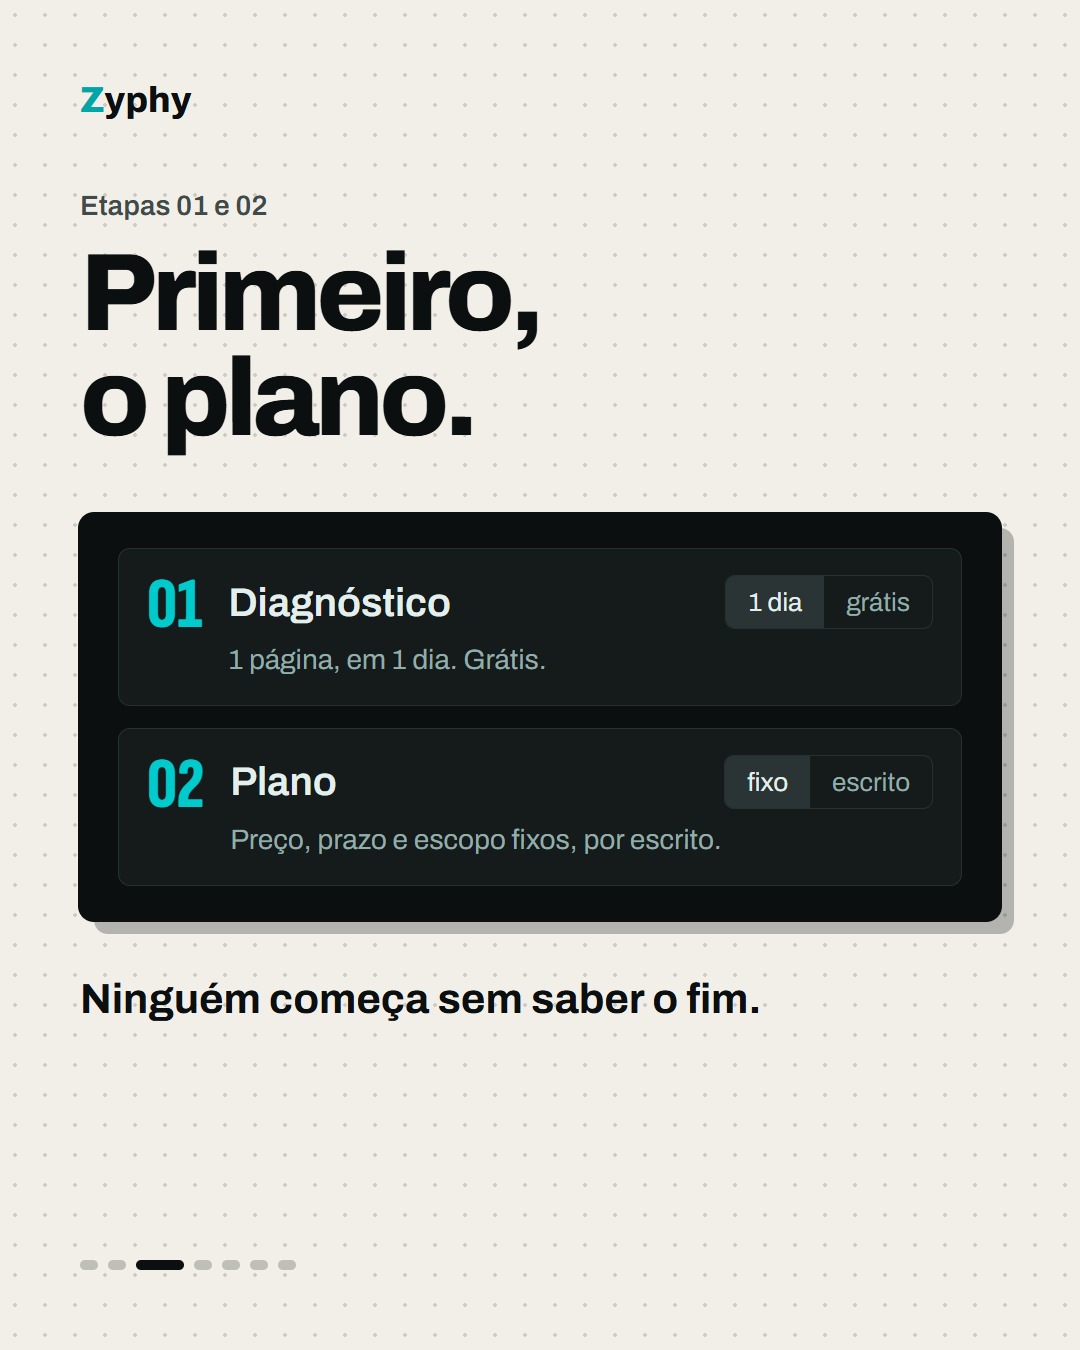 Zyphy
Etapas 01 e 02
Primeiro,
o plano.
01 Diagnóstico 1 dia grátis
1 página, em 1 dia. Grátis.
02 Plano fixo escrito
Preço, prazo e escopo fixos, por escrito.
Ninguém começa sem saber o fim.